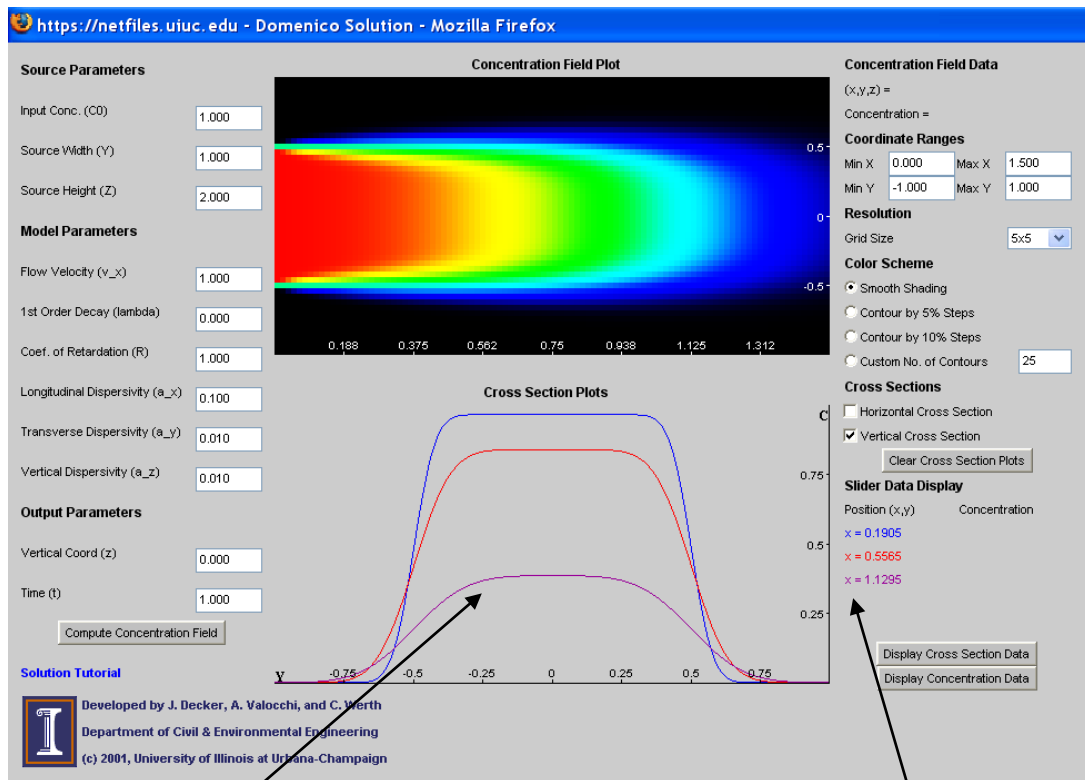 https://netfiles.uiuc.edu - Domenico Solution - Mozilla Firefox
Source Parameters
Input Conc. (C0) 1.000
Source Width (Y) 1.000
Source Height (Z) 2.000
Model Parameters
Flow Velocity (v_x) 1.000
1st Order Decay (lambda) 0.000
Coef. of Retardation (R) 1.000
Longitudinal Dispersivity (a_x) 0.100
Transverse Dispersivity (a_y) 0.010
Vertical Dispersivity (a_z) 0.010
Output Parameters
Vertical Coord (z) 0.000
Time (t) 1.000
Compute Concentration Field
Solution Tutorial
I
Developed by J. Decker, A. Valocchi, and C. Werth
Department of Civil & Environmental Engineering
(c) 2001, University of Illinois at Urbana-Champaign
Concentration Field Plot
0.5
0
-0.5
0.188 0.375 0.562 0.75 0.938 1.125 1.312
Cross Section Plots
C
0.75
0.5
0.25
Y -0.75 -0.5 -0.25 0 0.25 0.5 0.75
Concentration Field Data
(x,y,z) =
Concentration =
Coordinate Ranges
Min X 0.000 Max X 1.500
Min Y -1.000 Max Y 1.000
Resolution
Grid Size 5x5
Color Scheme
Smooth Shading
Contour by 5% Steps
Contour by 10% Steps
Custom No. of Contours 25
Cross Sections
Horizontal Cross Section
Vertical Cross Section
Clear Cross Section Plots
Slider Data Display
Position (x,y) Concentration
x = 0.1905
x = 0.5565
x = 1.1295
Display Cross Section Data
Display Concentration Data